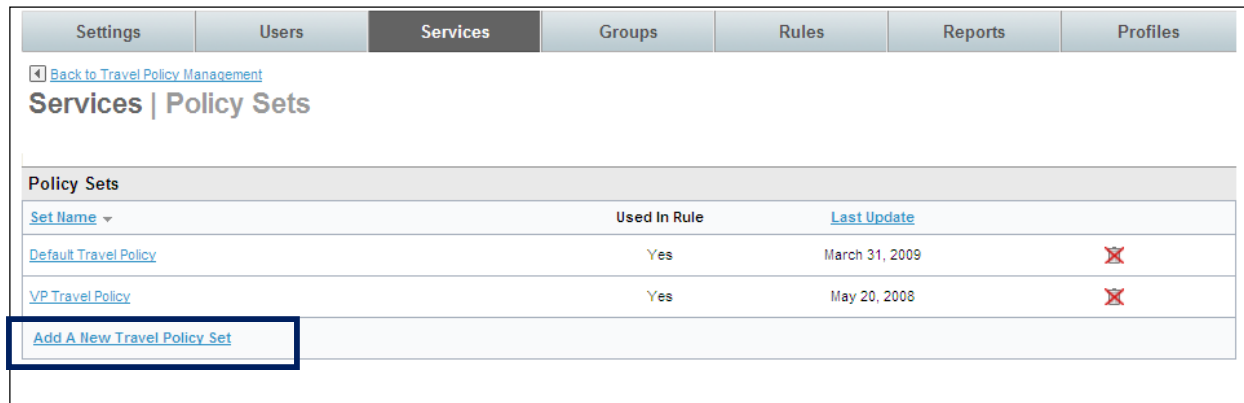 Settings Users Services Groups Rules Reports Profiles
Back to Travel Policy Management
Services | Policy Sets
Policy Sets
Set Name Used In Rule Last Update
Default Travel Policy Yes March 31, 2009
VP Travel Policy Yes May 20, 2008
Add A New Travel Policy Set